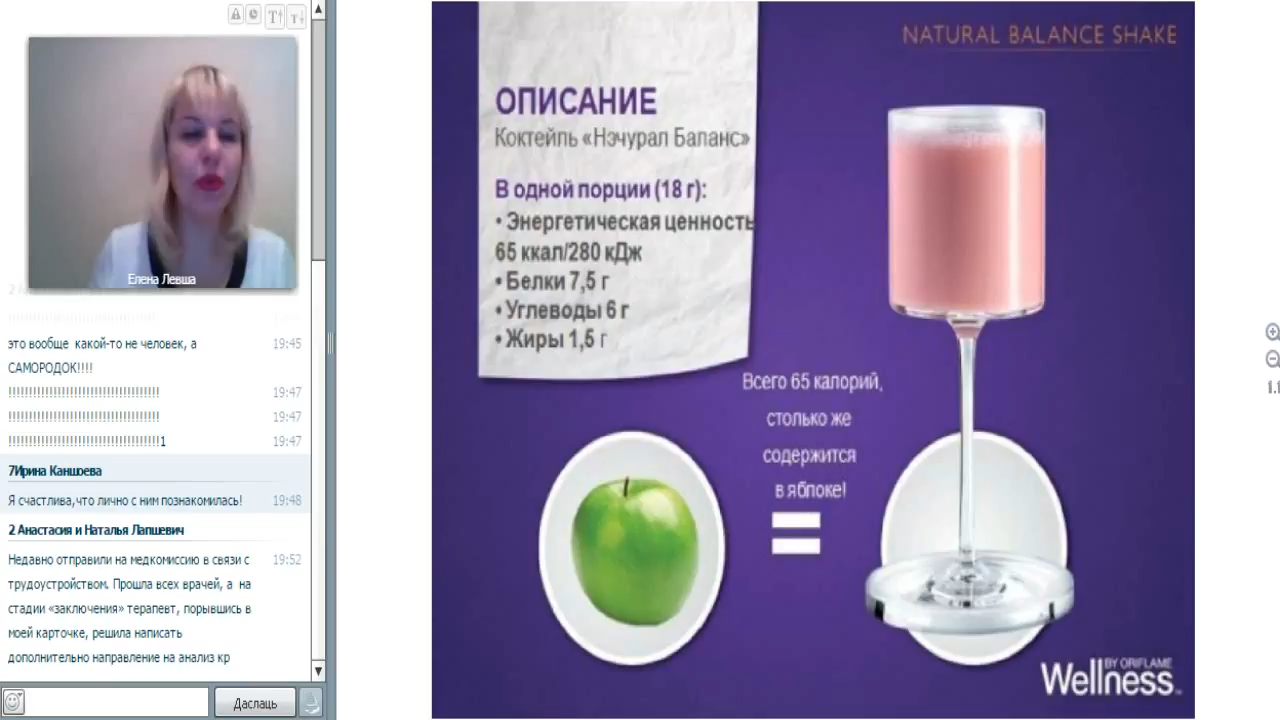 Елена Левша
это вообще какой-то не человек, а 19:45
САМОРОДОК!!!!
!!!!!!!!!!!!!!!!!!!!!!!!!!!!!!!!!!!!! 19:47
!!!!!!!!!!!!!!!!!!!!!!!!!!!!!!!!!!!!! 19:47
!!!!!!!!!!!!!!!!!!!!!!!!!!!!!!!!!!!!!1 19:47
7Ирина Каншоева
Я счастлива,что лично с ним познакомилась! 19:48
2 Анастасия и Наталья Лапшевич
Недавно отправили на медкомиссию в связи с 19:52
трудоустройством. Прошла всех врачей, а на
стадии «заключения» терапевт, порывшись в
моей карточке, решила написать
дополнительно направление на анализ кр
Даслаць
NATURAL BALANCE SHAKE
ОПИСАНИЕ
Коктейль «Нэчурал Баланс»
В одной порции (18 г):
• Энергетическая ценность
65 ккал/280 кДж
• Белки 7,5 г
• Углеводы 6 г
• Жиры 1,5 г
Всего 65 калорий,
столько же
содержится
в яблоке!
BY ORIFLAME
Wellness